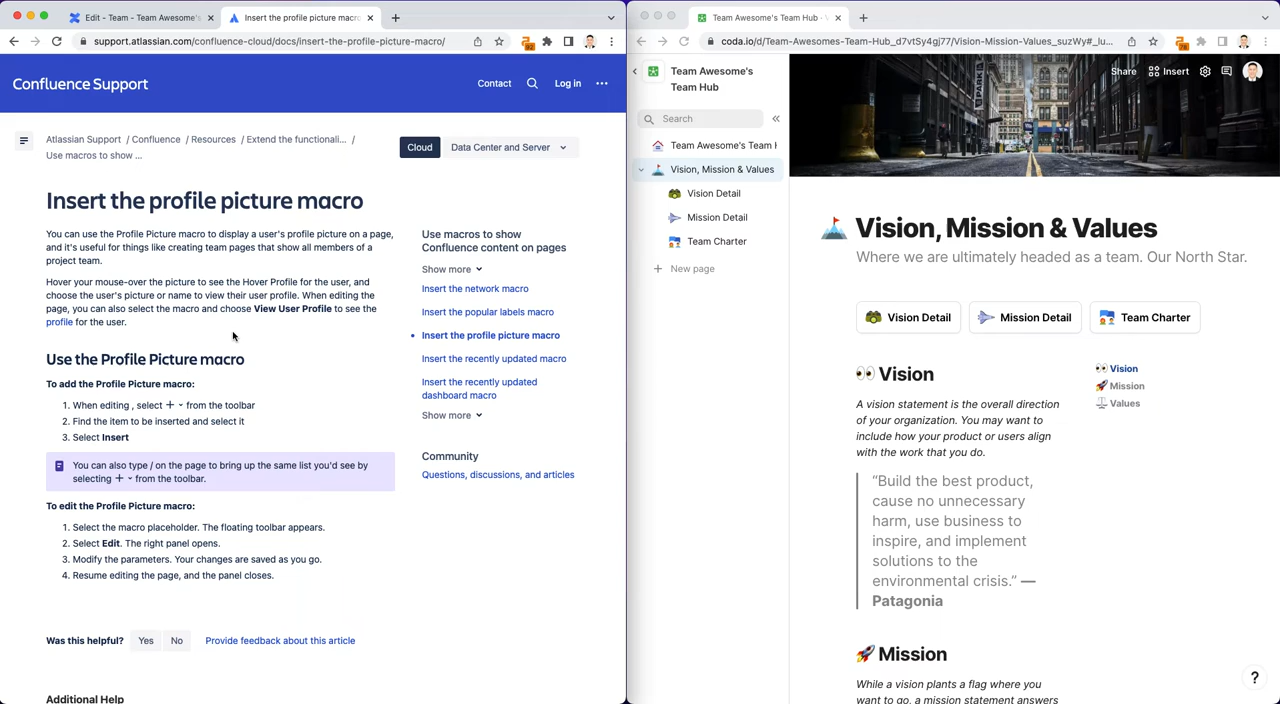 Edit - Team - Team Awesome's
Insert the profile picture macro
support.atlassian.com/confluence-cloud/docs/insert-the-profile-picture-macro/
Confluence Support
Contact
Log in
Atlassian Support / Confluence / Resources / Extend the functionali... /
Use macros to show ...
Cloud
Data Center and Server
Insert the profile picture macro
You can use the Profile Picture macro to display a user's profile picture on a page,
and it's useful for things like creating team pages that show all members of a
project team.
Hover your mouse-over the picture to see the Hover Profile for the user, and
choose the user's picture or name to view their user profile. When editing the
page, you can also select the macro and choose View User Profile to see the
profile for the user.
Use the Profile Picture macro
To add the Profile Picture macro:
1. When editing , select + from the toolbar
2. Find the item to be inserted and select it
3. Select Insert
You can also type / on the page to bring up the same list you'd see by
selecting + from the toolbar.
To edit the Profile Picture macro:
1. Select the macro placeholder. The floating toolbar appears.
2. Select Edit. The right panel opens.
3. Modify the parameters. Your changes are saved as you go.
4. Resume editing the page, and the panel closes.
Was this helpful?
Yes
No
Provide feedback about this article
Additional Help
Use macros to show
Confluence content on pages
Show more
Insert the network macro
Insert the popular labels macro
• Insert the profile picture macro
Insert the recently updated macro
Insert the recently updated
dashboard macro
Show more
Community
Questions, discussions, and articles
Team Awesome's Team Hub ·
coda.io/d/Team-Awesomes-Team-Hub_d7vtSy4gj77/Vision-Mission-Values_suzWy#_lu...
Team Awesome's
Team Hub
Search
Team Awesome's Team H
Vision, Mission & Values
Vision Detail
Mission Detail
Team Charter
New page
Share
Insert
PARK
Vision, Mission & Values
Where we are ultimately headed as a team. Our North Star.
Vision Detail
Mission Detail
Team Charter
Vision
A vision statement is the overall direction
of your organization. You may want to
include how your product or users align
with the work that you do.
“Build the best product,
cause no unnecessary
harm, use business to
inspire, and implement
solutions to the
environmental crisis.” —
Patagonia
Mission
While a vision plants a flag where you
want to go, a mission statement answers
Vision
Mission
Values
?